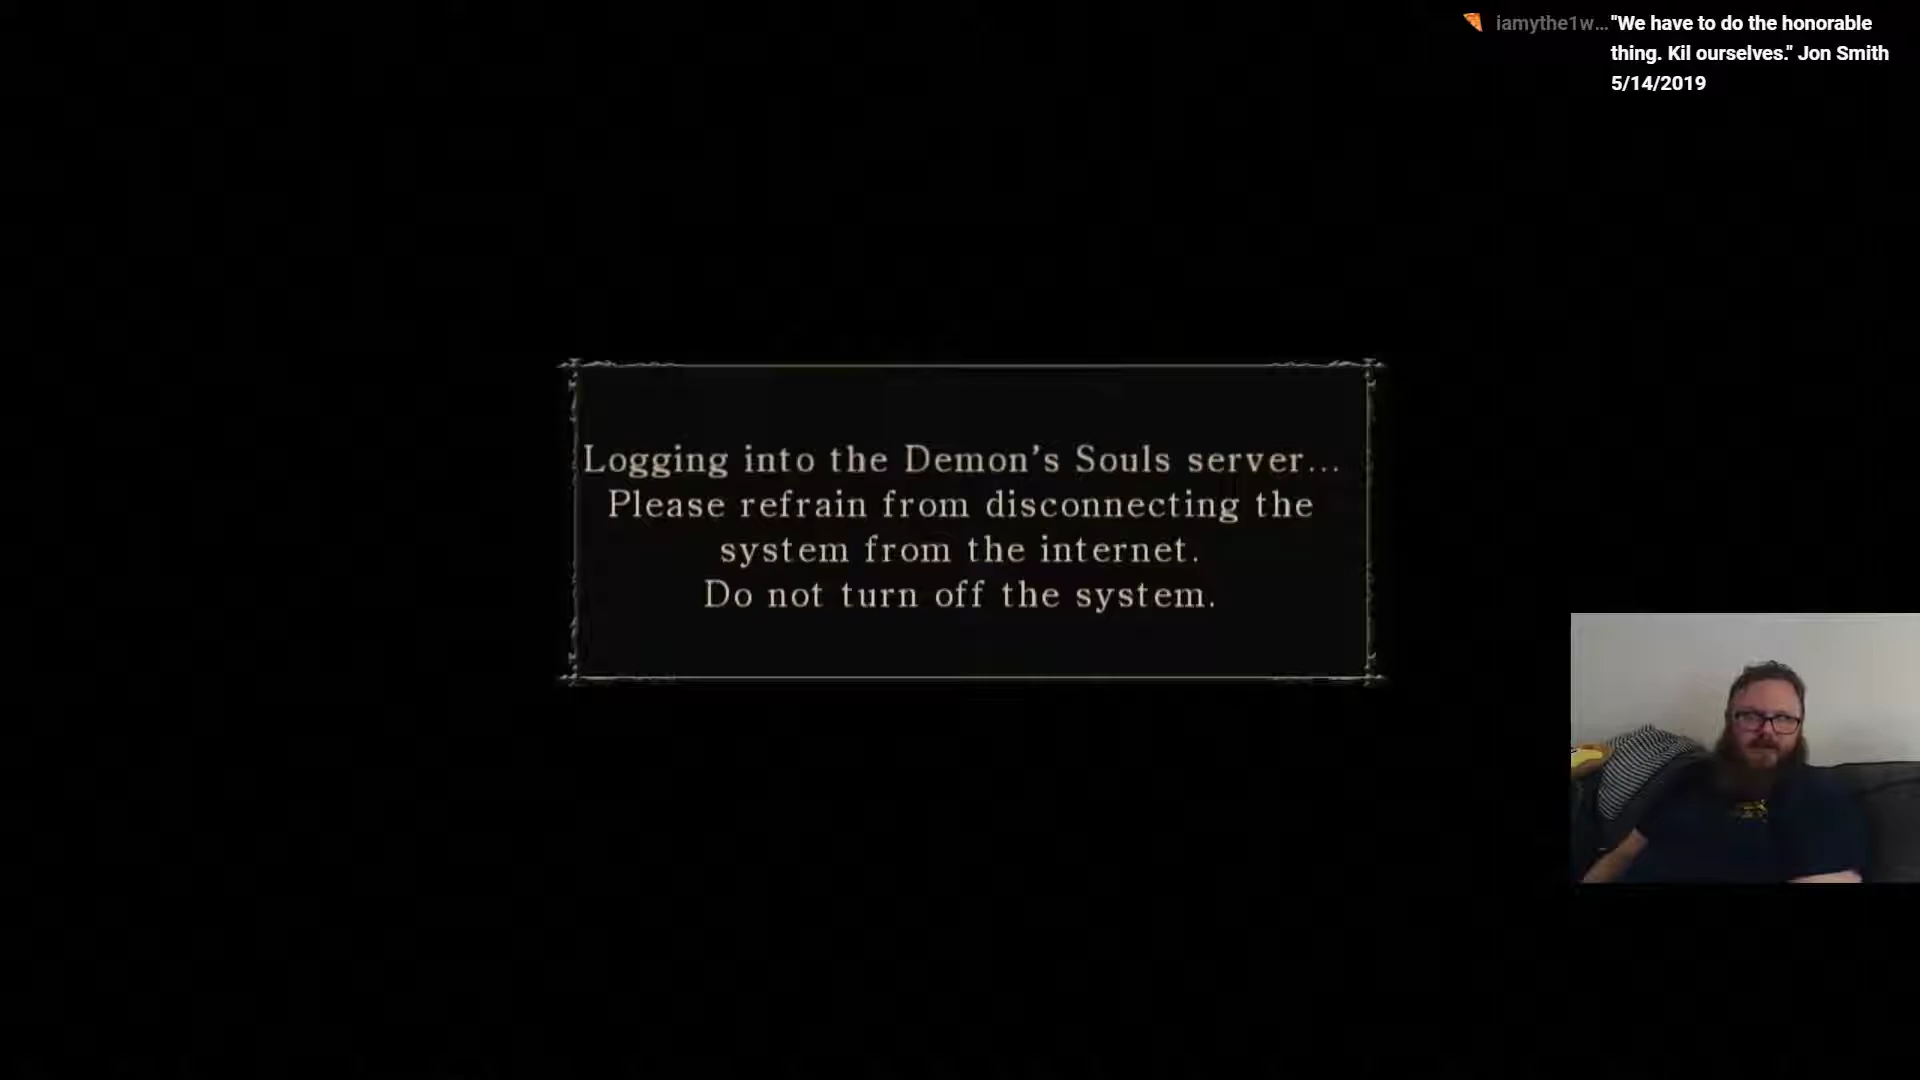 iamythe1w... "We have to do the honorable
thing. Kil ourselves." Jon Smith
5/14/2019
Logging into the Demon's Souls server...
Please refrain from disconnecting the
system from the internet.
Do not turn off the system.